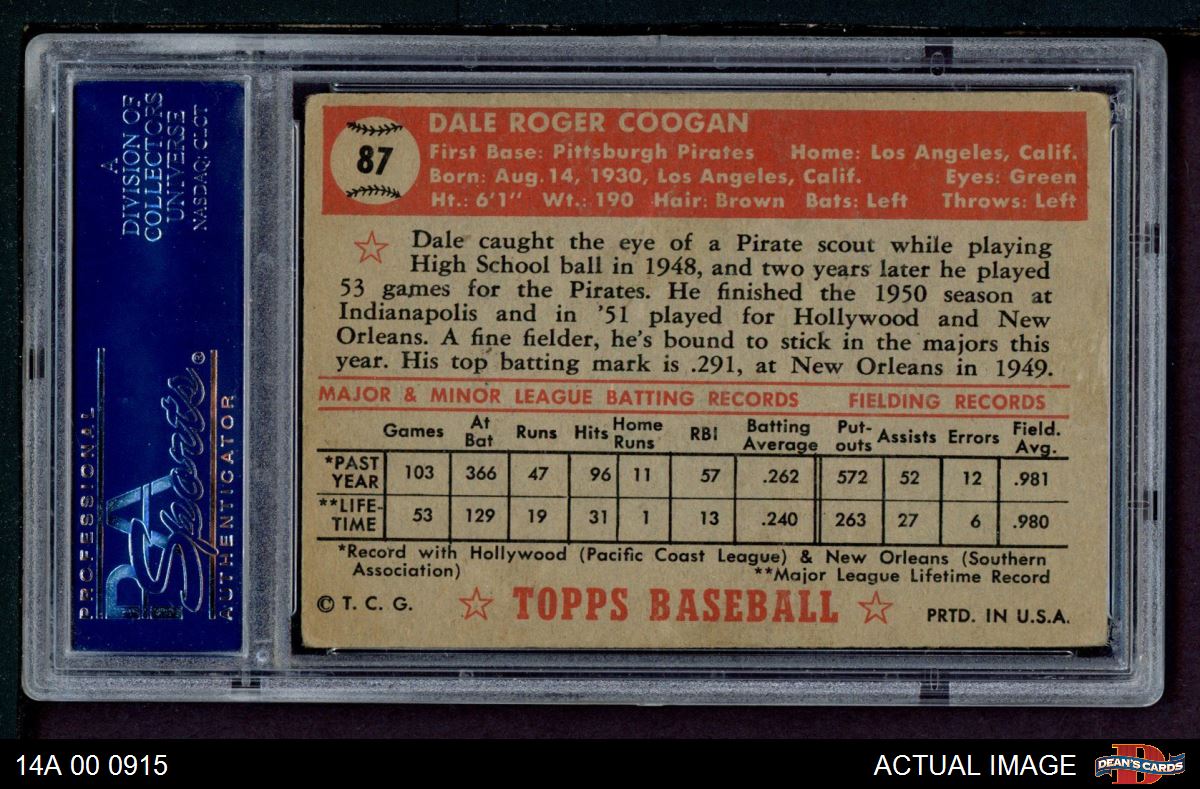 A
DIVISION OF
COLLECTORS
UNIVERSE
NASDAQ: CLCT
PROFESSIONAL
PSA
Sports®
AUTHENTICATOR
87
DALE ROGER COOGAN
First Base: Pittsburgh Pirates Home: Los Angeles, Calif.
Born: Aug. 14, 1930, Los Angeles, Calif. Eyes: Green
Ht.: 6'1" Wt.: 190 Hair: Brown Bats: Left Throws: Left
Dale caught the eye of a Pirate scout while playing
High School ball in 1948, and two years later he played
53 games for the Pirates. He finished the 1950 season at
Indianapolis and in '51 played for Hollywood and New
Orleans. A fine fielder, he's bound to stick in the majors this
year. His top batting mark is .291, at New Orleans in 1949.
MAJOR & MINOR LEAGUE BATTING RECORDS FIELDING RECORDS
Games At Bat Runs Hits Home Runs RBI Batting Average Put-outs Assists Errors Field. Avg.
*PAST YEAR 103 366 47 96 11 57 .262 572 52 12 .981
**LIFE-TIME 53 129 19 31 1 13 .240 263 27 6 .980
*Record with Hollywood (Pacific Coast League) & New Orleans (Southern
Association) **Major League Lifetime Record
© T. C. G. TOPPS BASEBALL PRTD. IN U.S.A.
14A 00 0915 ACTUAL IMAGE DEAN'S CARDS